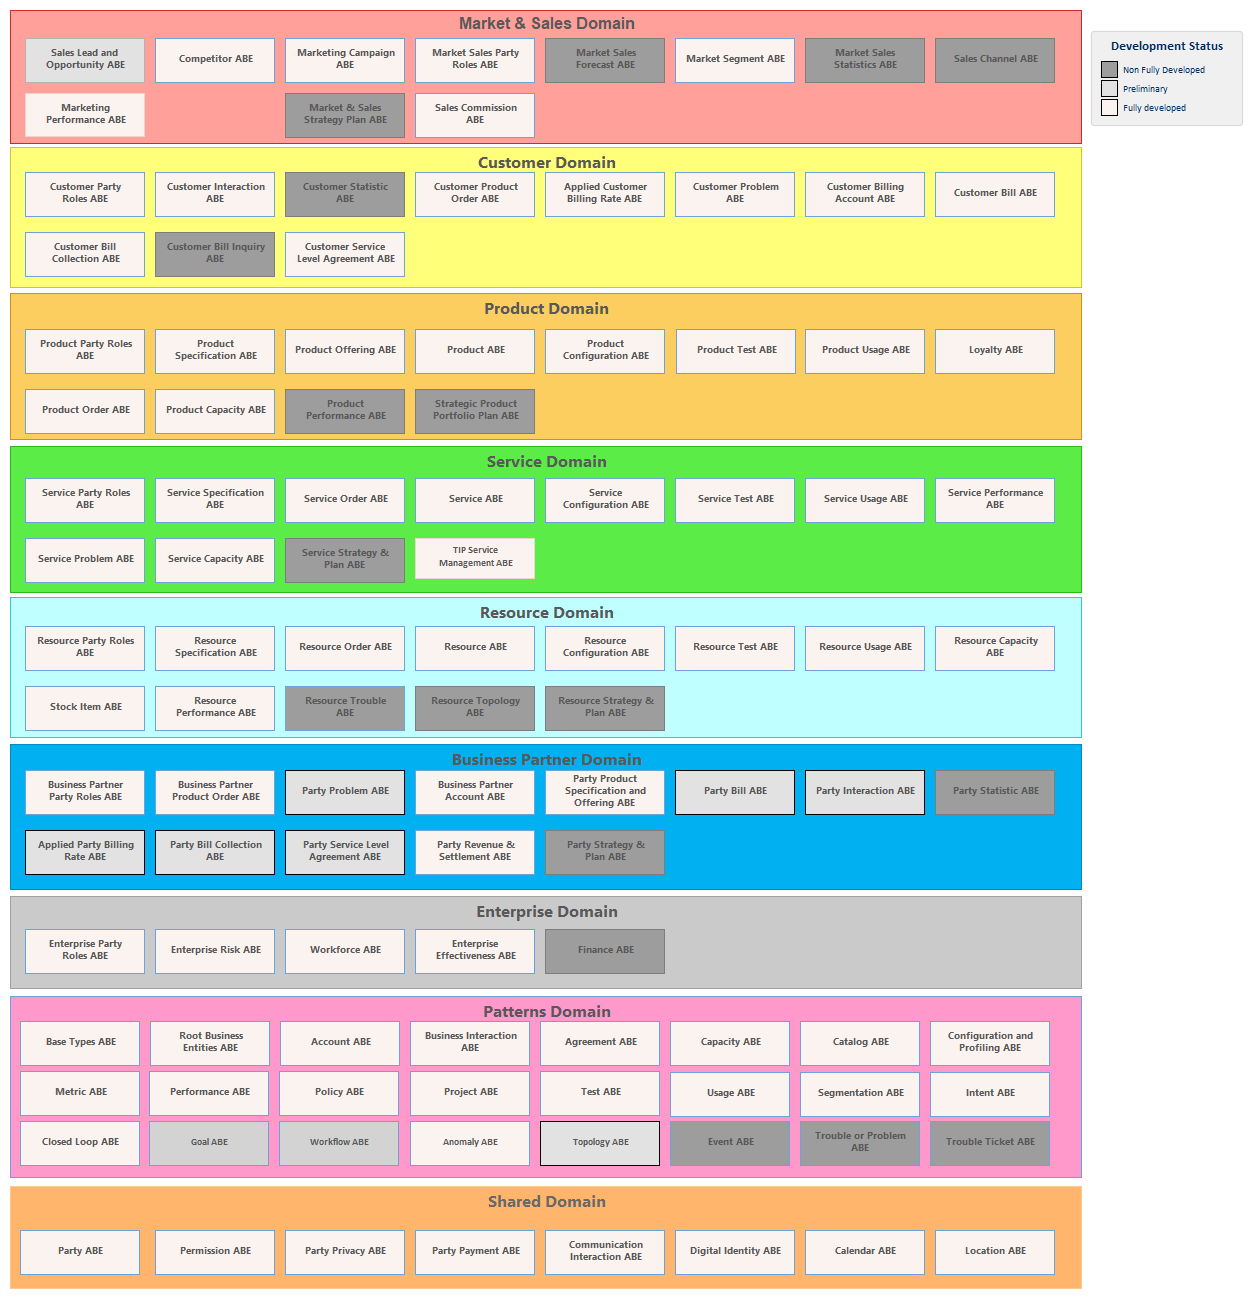 Market & Sales Domain
Sales Lead and
Opportunity ABE
Competitor ABE
Marketing Campaign
ABE
Market Sales Party
Roles ABE
Market Sales
Forecast ABE
Market Segment ABE
Market Sales
Statistics ABE
Sales Channel ABE
Marketing
Performance ABE
Market & Sales
Strategy Plan ABE
Sales Commission
ABE
Development Status
Non Fully Developed
Preliminary
Fully developed
Customer Domain
Customer Party
Roles ABE
Customer Interaction
ABE
Customer Statistic
ABE
Customer Product
Order ABE
Applied Customer
Billing Rate ABE
Customer Problem
ABE
Customer Billing
Account ABE
Customer Bill ABE
Customer Bill
Collection ABE
Customer Bill Inquiry
ABE
Customer Service
Level Agreement ABE
Product Domain
Product Party Roles
ABE
Product
Specification ABE
Product Offering ABE
Product ABE
Product
Configuration ABE
Product Test ABE
Product Usage ABE
Loyalty ABE
Product Order ABE
Product Capacity ABE
Product
Performance ABE
Strategic Product
Portfolio Plan ABE
Service Domain
Service Party Roles
ABE
Service Specification
ABE
Service Order ABE
Service ABE
Service
Configuration ABE
Service Test ABE
Service Usage ABE
Service Performance
ABE
Service Problem ABE
Service Capacity ABE
Service Strategy &
Plan ABE
TIP Service
Management ABE
Resource Domain
Resource Party Roles
ABE
Resource
Specification ABE
Resource Order ABE
Resource ABE
Resource
Configuration ABE
Resource Test ABE
Resource Usage ABE
Resource Capacity
ABE
Stock Item ABE
Resource
Performance ABE
Resource Trouble
ABE
Resource Topology
ABE
Resource Strategy &
Plan ABE
Business Partner Domain
Business Partner
Party Roles ABE
Business Partner
Product Order ABE
Party Problem ABE
Business Partner
Account ABE
Party Product
Specification and
Offering ABE
Party Bill ABE
Party Interaction ABE
Party Statistic ABE
Applied Party Billing
Rate ABE
Party Bill Collection
ABE
Party Service Level
Agreement ABE
Party Revenue &
Settlement ABE
Party Strategy &
Plan ABE
Enterprise Domain
Enterprise Party
Roles ABE
Enterprise Risk ABE
Workforce ABE
Enterprise
Effectiveness ABE
Finance ABE
Patterns Domain
Base Types ABE
Root Business
Entities ABE
Account ABE
Business Interaction
ABE
Agreement ABE
Capacity ABE
Catalog ABE
Configuration and
Profiling ABE
Metric ABE
Performance ABE
Policy ABE
Project ABE
Test ABE
Usage ABE
Segmentation ABE
Intent ABE
Closed Loop ABE
Goal ABE
Workflow ABE
Anomaly ABE
Topology ABE
Event ABE
Trouble or Problem
ABE
Trouble Ticket ABE
Shared Domain
Party ABE
Permission ABE
Party Privacy ABE
Party Payment ABE
Communication
Interaction ABE
Digital Identity ABE
Calendar ABE
Location ABE